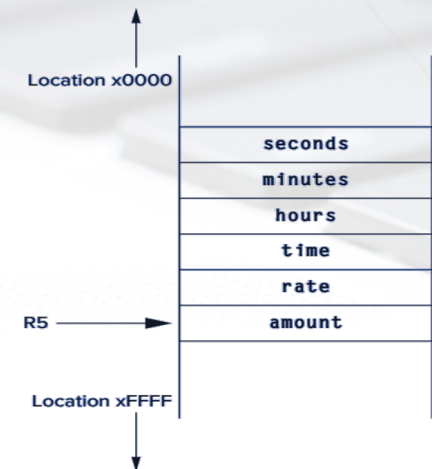 Location x0000
seconds
minutes
hours
time
rate
R5
amount
Location xFFFF